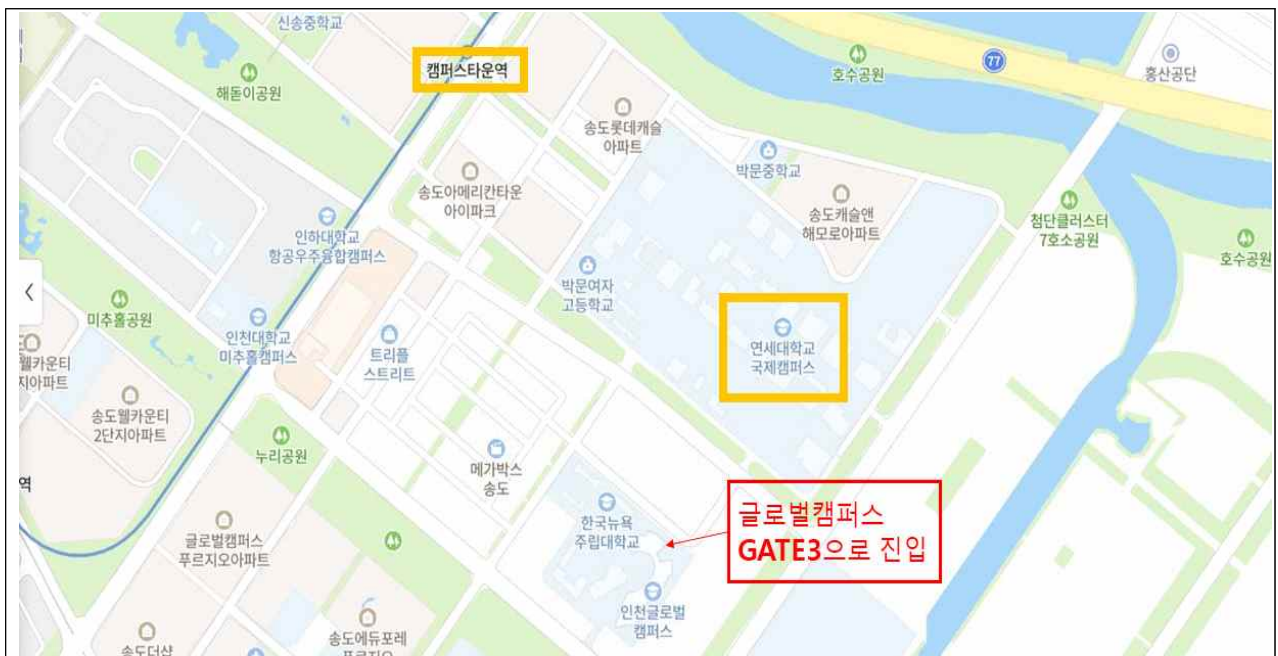 신송중학교
캠퍼스타운역
해돋이공원
호수공원
77
홍산공단
송도롯데캐슬
아파트
박문중학교
송도아메리칸타운
아이파크
송도캐슬앤
해모로아파트
첨단클러스터
7호소공원
호수공원
인하대학교
항공우주융합캠퍼스
박문여자
고등학교
미추홀공원
인천대학교
미추홀캠퍼스
트리플
스트리트
연세대학교
국제캠퍼스
웰카운티
지아파트
송도웰카운티
2단지아파트
누리공원
메가박스
송도
역
글로벌캠퍼스
푸르지오아파트
한국뉴욕
주립대학교
글로벌캠퍼스
GATE3으로 진입
인천글로벌
캠퍼스
송도에듀포레
푸르지오
송도더샵